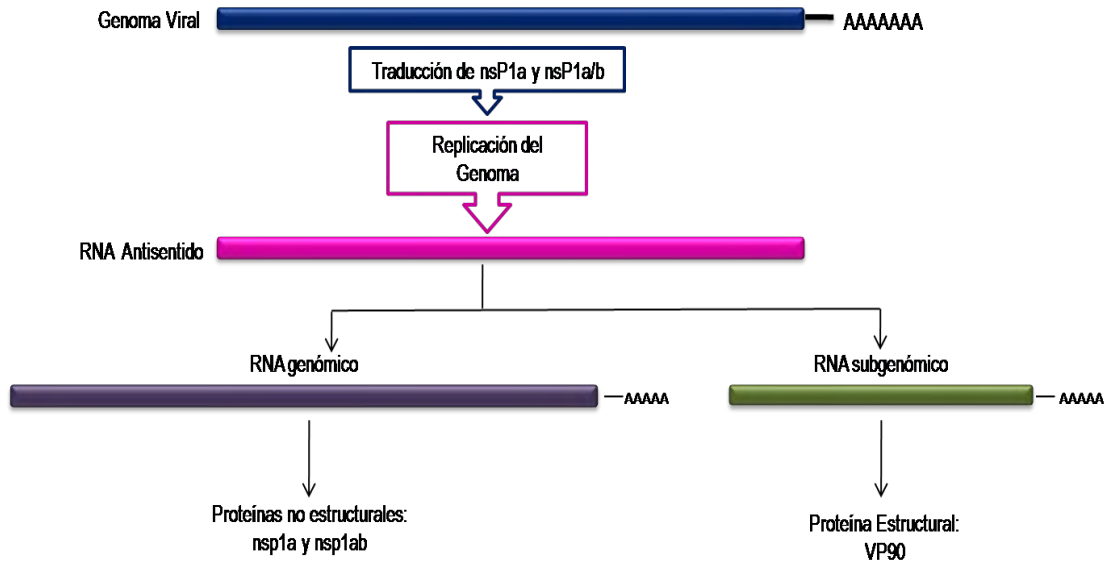 Genoma Viral
AAAAAAA
Traducción de nsP1a y nsP1a/b
Replicación del
Genoma
RNA Antisentido
RNA genómico
RNA subgenómico
AAAAA
AAAAA
Proteínas no estructurales:
nsp1a y nsp1ab
Proteína Estructural:
VP90